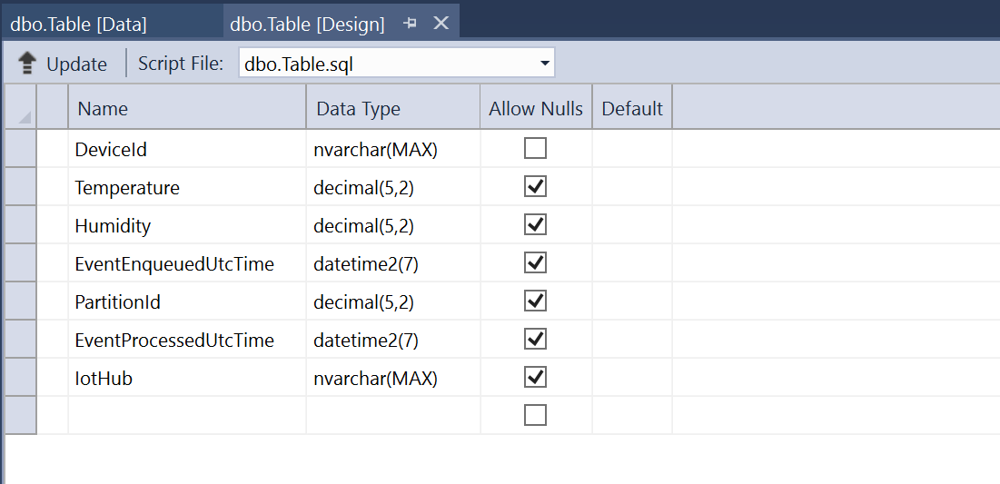 dbo.Table [Data] dbo.Table [Design]
Update Script File: dbo.Table.sql
Name Data Type Allow Nulls Default
DeviceId nvarchar(MAX)
Temperature decimal(5,2)
Humidity decimal(5,2)
EventEnqueuedUtcTime datetime2(7)
PartitionId decimal(5,2)
EventProcessedUtcTime datetime2(7)
IotHub nvarchar(MAX)